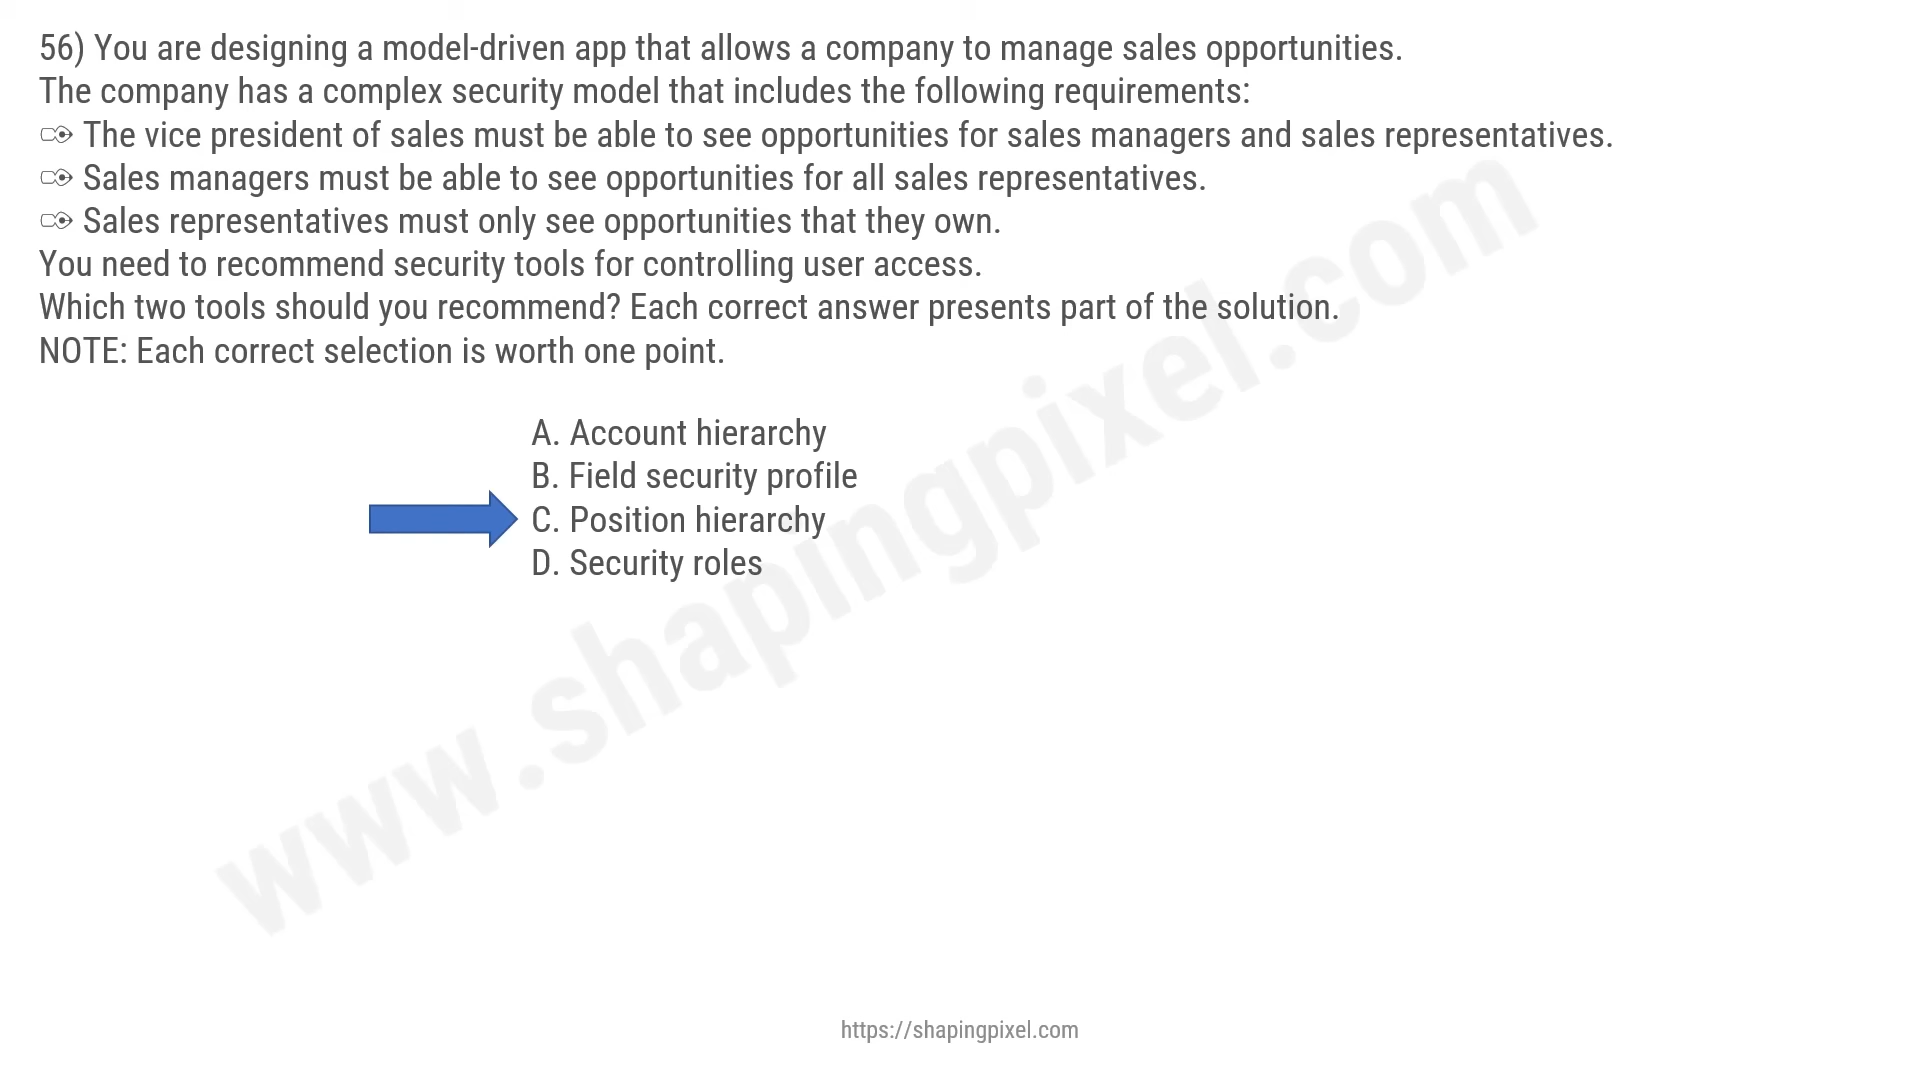 56) You are designing a model-driven app that allows a company to manage sales opportunities.
The company has a complex security model that includes the following requirements:
The vice president of sales must be able to see opportunities for sales managers and sales representatives.
Sales managers must be able to see opportunities for all sales representatives.
Sales representatives must only see opportunities that they own.
You need to recommend security tools for controlling user access.
Which two tools should you recommend? Each correct answer presents part of the solution.
NOTE: Each correct selection is worth one point.
A. Account hierarchy
B. Field security profile
C. Position hierarchy
D. Security roles
www.shapingpixel.com
https://shapingpixel.com